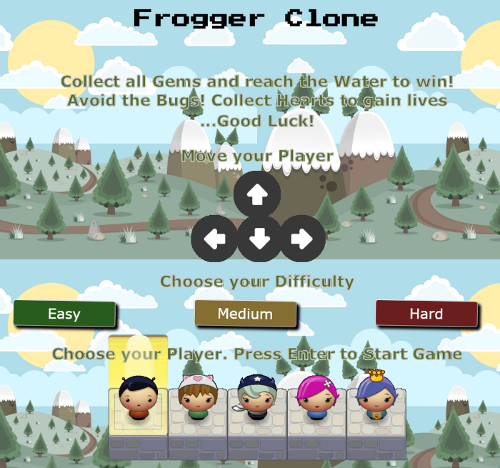 Frogger Clone
Collect all Gems and reach the Water to win!
Avoid the Bugs! Collect Hearts to gain lives
...Good Luck!
Move your Player
Choose your Difficulty
Easy Medium Hard
Choose your Player. Press Enter to Start Game